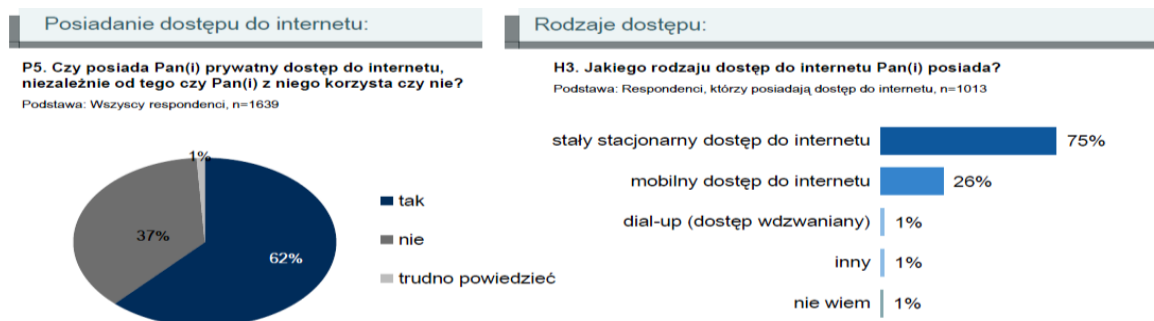 Posiadanie dostępu do internetu:
P5. Czy posiada Pan(i) prywatny dostęp do internetu,
niezależnie od tego czy Pan(i) z niego korzysta czy nie?
Podstawa: Wszyscy respondenci, n=1639
1%
37%
62%
tak
nie
trudno powiedzieć
Rodzaje dostępu:
H3. Jakiego rodzaju dostęp do internetu Pan(i) posiada?
Podstawa: Respondenci, którzy posiadają dostęp do internetu, n=1013
stały stacjonarny dostęp do internetu 75%
mobilny dostęp do internetu 26%
dial-up (dostęp wdzwaniany) 1%
inny 1%
nie wiem 1%